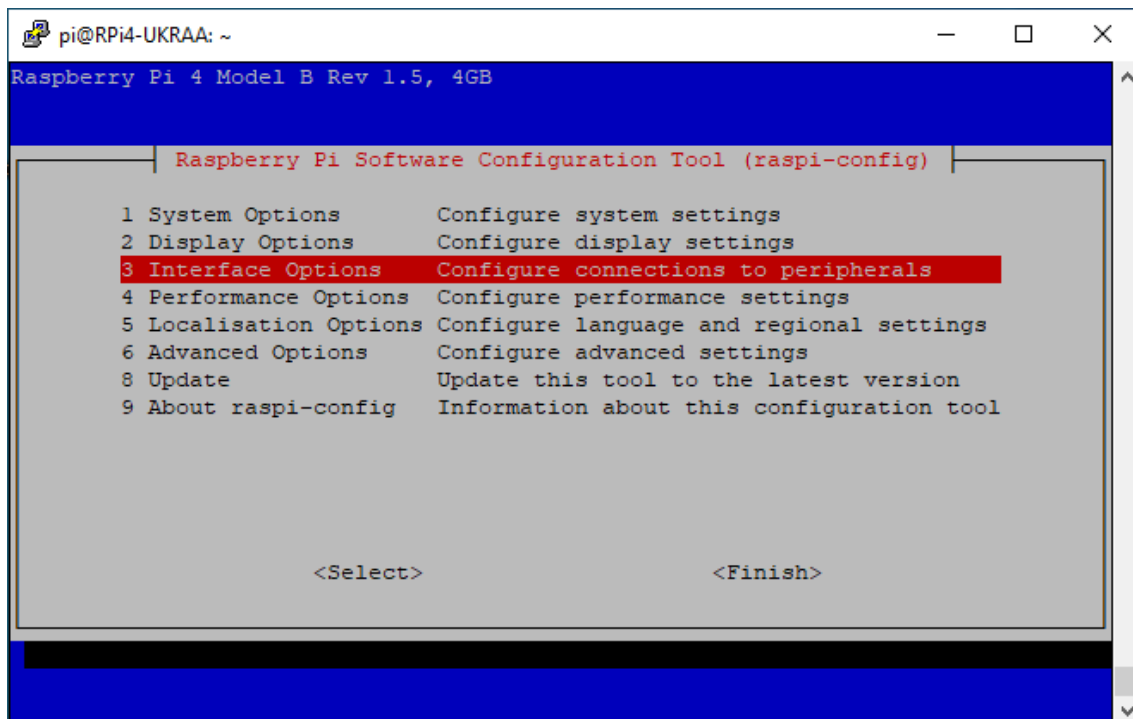 pi@RPi4-UKRAA: ~
Raspberry Pi 4 Model B Rev 1.5, 4GB
Raspberry Pi Software Configuration Tool (raspi-config)
1 System Options Configure system settings
2 Display Options Configure display settings
3 Interface Options Configure connections to peripherals
4 Performance Options Configure performance settings
5 Localisation Options Configure language and regional settings
6 Advanced Options Configure advanced settings
8 Update Update this tool to the latest version
9 About raspi-config Information about this configuration tool
<Select> <Finish>